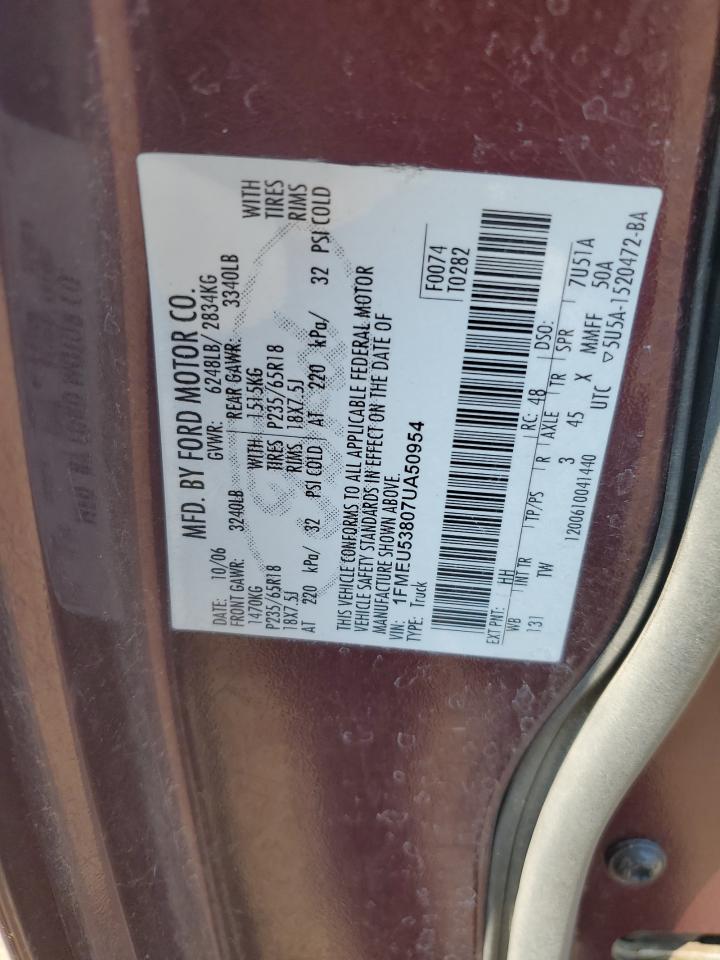 MFD. BY FORD MOTOR CO.
DATE: 10/06 GVWR: 6248LB/ 2834KG
FRONT GAWR: 3240LB REAR GAWR: 3340LB
1470KG WITH 1515KG WITH
P235/65R18 TIRES P235/65R18 TIRES
18X7.5J RIMS 18X7.5J RIMS
AT 220 kPa/ 32 PSI COLD AT 220 kPa/ 32 PSI COLD
THIS VEHICLE CONFORMS TO ALL APPLICABLE FEDERAL MOTOR
VEHICLE SAFETY STANDARDS IN EFFECT ON THE DATE OF
MANUFACTURE SHOWN ABOVE.
VIN: 1FMEU53807UA50954
TYPE: Truck
F0074
T0282
EXT PNT: HH RC: 48 DSO:
WB INT TR TP/PS R AXLE TR SPR 7U5TA
131 TW 3 45 X MMFF 50A
1200610041440 UTC ▽5U5A-1520472-BA